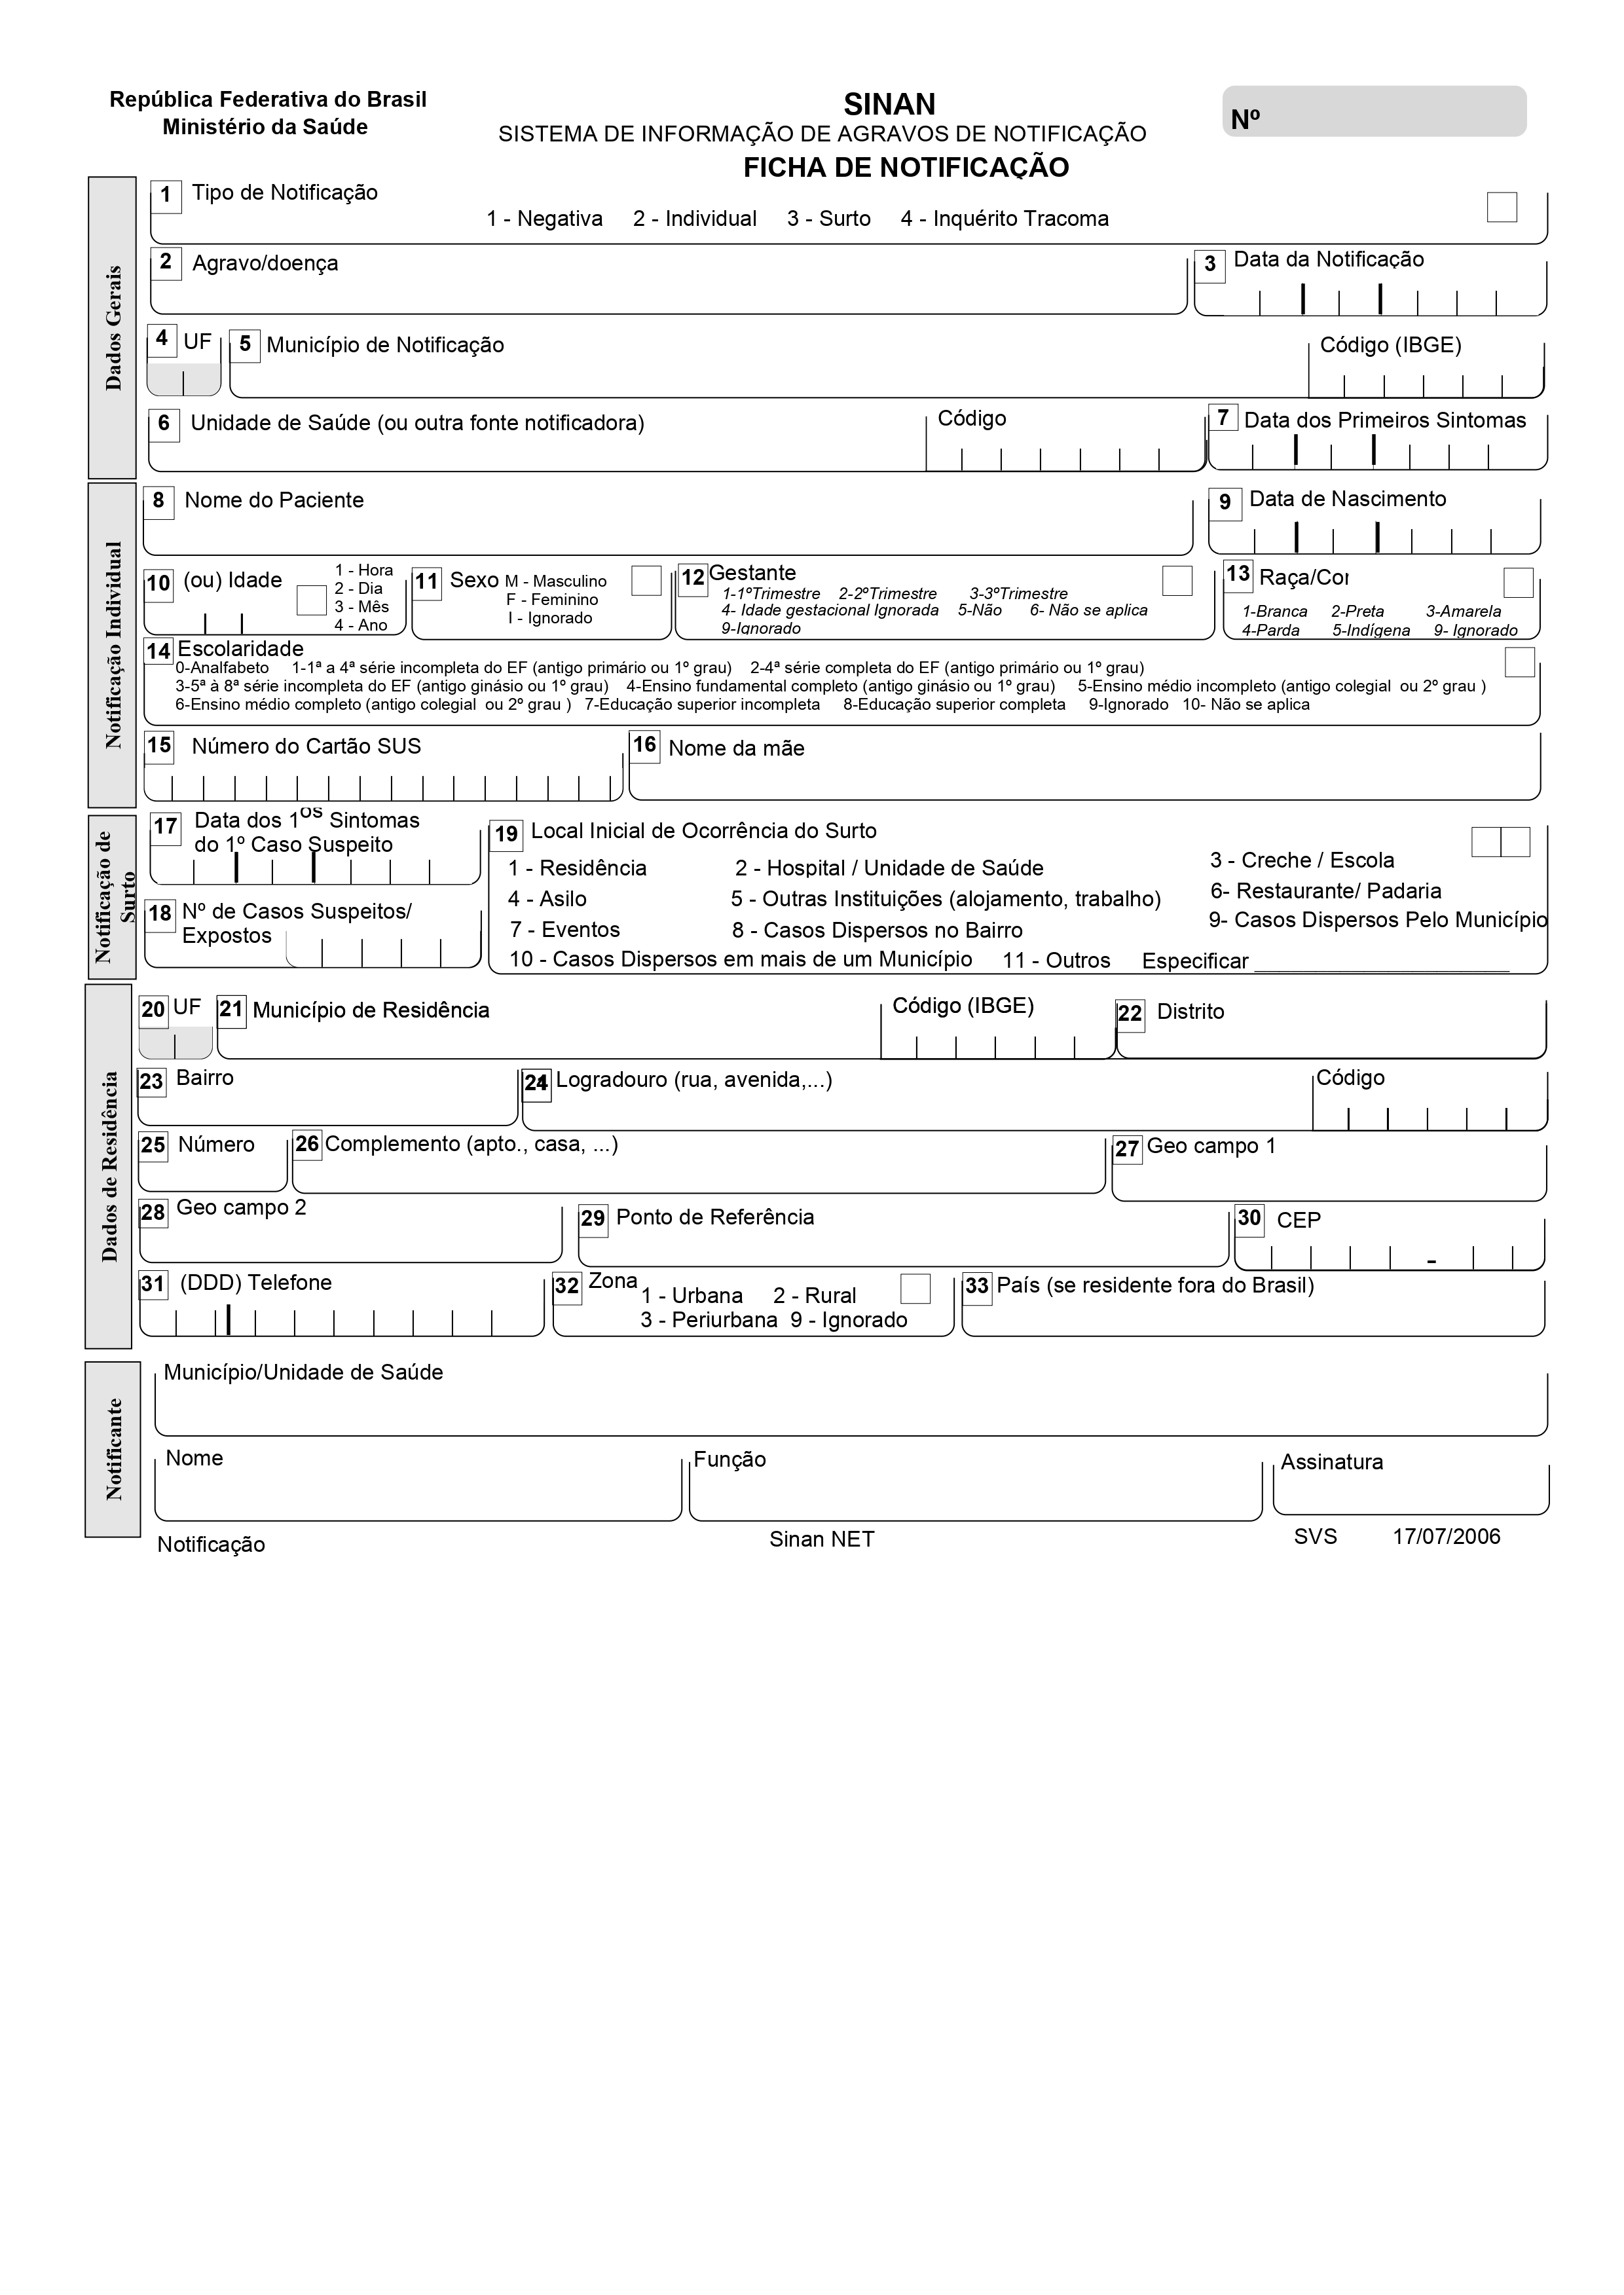 República Federativa do Brasil
Ministério da Saúde
SINAN
SISTEMA DE INFORMAÇÃO DE AGRAVOS DE NOTIFICAÇÃO
FICHA DE NOTIFICAÇÃO
Nº
Dados Gerais
1 Tipo de Notificação
1 - Negativa 2 - Individual 3 - Surto 4 - Inquérito Tracoma
2 Agravo/doença
3 Data da Notificação
4 UF
5 Município de Notificação
Código (IBGE)
6 Unidade de Saúde (ou outra fonte notificadora)
Código
7 Data dos Primeiros Sintomas
Notificação Individual
8 Nome do Paciente
9 Data de Nascimento
10 (ou) Idade
1 - Hora
2 - Dia
3 - Mês
4 - Ano
11 Sexo M - Masculino
F - Feminino
I - Ignorado
12 Gestante
1-1ºTrimestre 2-2ºTrimestre 3-3ºTrimestre
4- Idade gestacional Ignorada 5-Não 6- Não se aplica
9-Ignorado
13 Raça/Cor
1-Branca 2-Preta 3-Amarela
4-Parda 5-Indígena 9- Ignorado
14 Escolaridade
0-Analfabeto 1-1ª a 4ª série incompleta do EF (antigo primário ou 1º grau) 2-4ª série completa do EF (antigo primário ou 1º grau)
3-5ª à 8ª série incompleta do EF (antigo ginásio ou 1º grau) 4-Ensino fundamental completo (antigo ginásio ou 1º grau) 5-Ensino médio incompleto (antigo colegial ou 2º grau )
6-Ensino médio completo (antigo colegial ou 2º grau ) 7-Educação superior incompleta 8-Educação superior completa 9-Ignorado 10- Não se aplica
15 Número do Cartão SUS
16 Nome da mãe
Notificação de
Surto
17 Data dos 1os Sintomas
do 1º Caso Suspeito
18 Nº de Casos Suspeitos/
Expostos
19 Local Inicial de Ocorrência do Surto
1 - Residência 2 - Hospital / Unidade de Saúde 3 - Creche / Escola
4 - Asilo 5 - Outras Instituições (alojamento, trabalho) 6- Restaurante/ Padaria
7 - Eventos 8 - Casos Dispersos no Bairro 9- Casos Dispersos Pelo Município
10 - Casos Dispersos em mais de um Município 11 - Outros Especificar ______________________
Dados de Residência
20 UF
21 Município de Residência
Código (IBGE)
22 Distrito
23 Bairro
24 Logradouro (rua, avenida,...)
Código
25 Número
26 Complemento (apto., casa, ...)
27 Geo campo 1
28 Geo campo 2
29 Ponto de Referência
30 CEP
-
31 (DDD) Telefone
32 Zona
1 - Urbana 2 - Rural
3 - Periurbana 9 - Ignorado
33 País (se residente fora do Brasil)
Notificante
Município/Unidade de Saúde
Nome
Função
Assinatura
Notificação
Sinan NET
SVS 17/07/2006